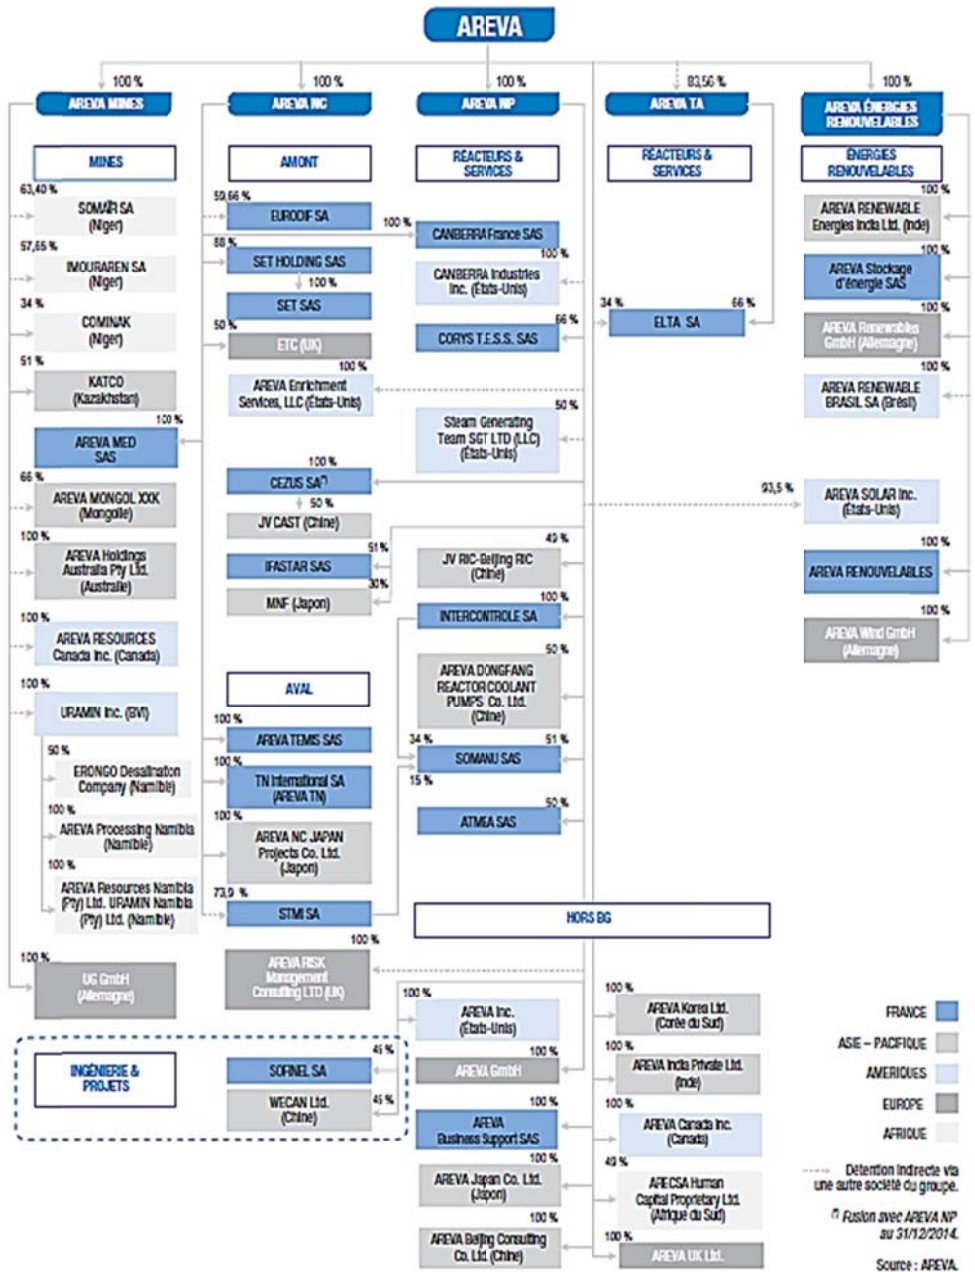 AREVA
100 %
100 %
100 %
83,56 %
100 %
AREVA MINES
AREVA NC
AREVA NP
AREVA TA
AREVA ÉNERGIES
RENOUVELABLES
MINES
AMONT
RÉACTEURS &
SERVICES
RÉACTEURS &
SERVICES
ÉNERGIES
RENOUVELABLES
63,40 %
SOMAÏR SA
(Niger)
57,65 %
IMOURAREN SA
(Niger)
34 %
COMINAK
(Niger)
51 %
KATCO
(Kazakhstan)
100 %
AREVA MED
SAS
66 %
AREVA MONGOL XXK
(Mongolie)
100 %
AREVA Holdings
Australia Pty Ltd.
(Australie)
100 %
AREVA RESOURCES
Canada Inc. (Canada)
100 %
URAMIN Inc. (BVI)
50 %
ERONGO Desalinaton
Company (Namibie)
100 %
AREVA Processing Namibia
(Namibie)
100 %
AREVA Resources Namibia
(Pty) Ltd. URAMIN Namibia
(Pty) Ltd. (Namibie)
100 %
UG GmbH
(Allemagne)
INGÉNIERIE &
PROJETS
59,66 %
EURODIF SA
88 %
SET HOLDING SAS
100 %
SET SAS
50 %
ETC (UK)
100 %
AREVA Enrichment
Services, LLC (États-Unis)
100 %
CEZUS SA(*)
50 %
JV CAST (Chine)
51 %
IFASTAR SAS
30%
MNF (Japon)
AVAL
100 %
AREVA TEMIS SAS
100 %
TN International SA
(AREVA TN)
100 %
AREVA NC JAPAN
Projects Co. Ltd.
(Japon)
73,9 %
STMI SA
100 %
AREVA RISK
Management
Consulting LTD (UK)
45 %
SOFINEL SA
45 %
WECAN Ltd.
(Chine)
100 %
CANBERRA France SAS
100 %
CANBERRA Industries
Inc. (États-Unis)
66 %
CORYS T.E.S.S. SAS
50 %
Steam Generating
Team SGT LTD (LLC)
(États-Unis)
49 %
JV RIC-Beijing RIC
(Chine)
100 %
INTERCONTROLE SA
50 %
AREVA DONGFANG
REACTOR COOLANT
PUMPS Co. Ltd.
(Chine)
34 %
51 %
SOMANU SAS
15 %
50 %
ATMEA SAS
34 %
66 %
ELTA SA
100 %
AREVA RENEWABLE
Energies India Ltd. (Inde)
100 %
AREVA Stockage
d'énergie SAS
100 %
AREVA Renewables
GmbH (Allemagne)
100 %
AREVA RENEWABLE
BRASIL SA (Brésil)
93,5 %
AREVA SOLAR Inc.
(États-Unis)
100 %
AREVA RENOUVELABLES
100 %
AREVA Wind GmbH
(Allemagne)
HORS BG
100 %
AREVA Inc.
(États-Unis)
100 %
AREVA GmbH
100 %
AREVA
Business Support SAS
100 %
AREVA Japan Co. Ltd.
(Japon)
100 %
AREVA Beijing Consulting
Co. Ltd (Chine)
100 %
AREVA Korea Ltd.
(Corée du Sud)
100 %
AREVA India Private Ltd.
(Inde)
100 %
AREVA Canada Inc.
(Canada)
49 %
ARECSA Human
Capital Proprietary Ltd.
(Afrique du Sud)
100 %
AREVA UK Ltd.
FRANCE
ASIE – PACIFIQUE
AMERIQUES
EUROPE
AFRIQUE
Détention Indirecte via
une autre société du groupe.
(*) Fusion avec AREVA NP
au 31/12/2014.
Source : AREVA.